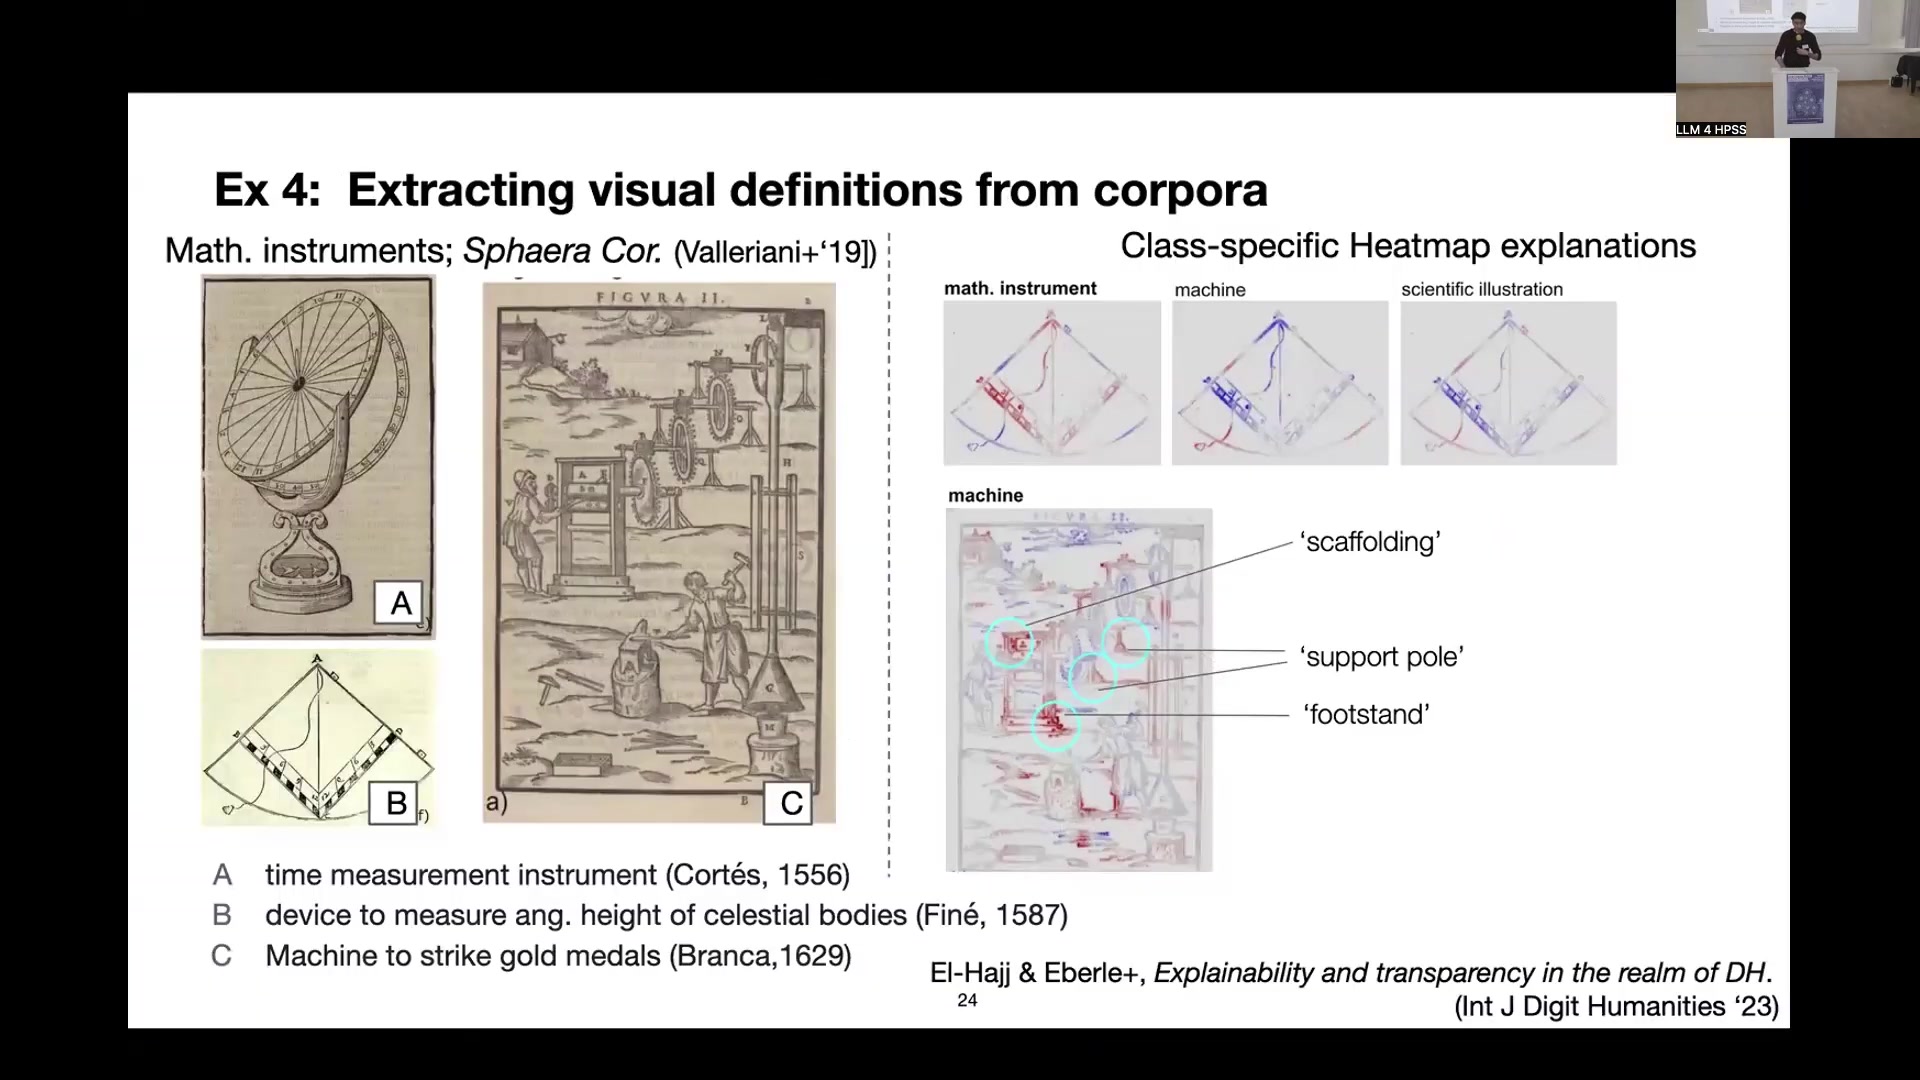 LLM 4 HPSS
Ex 4: Extracting visual definitions from corpora
Math. instruments; Sphaera Cor. (Valleriani+‘19])
FIGVRA II.
A
B
f)
a)
C
A time measurement instrument (Cortés, 1556)
B device to measure ang. height of celestial bodies (Finé, 1587)
C Machine to strike gold medals (Branca,1629)
Class-specific Heatmap explanations
math. instrument
machine
scientific illustration
machine
‘scaffolding’
‘support pole’
‘footstand’
El-Hajj & Eberle+, Explainability and transparency in the realm of DH.
(Int J Digit Humanities ‘23)
24